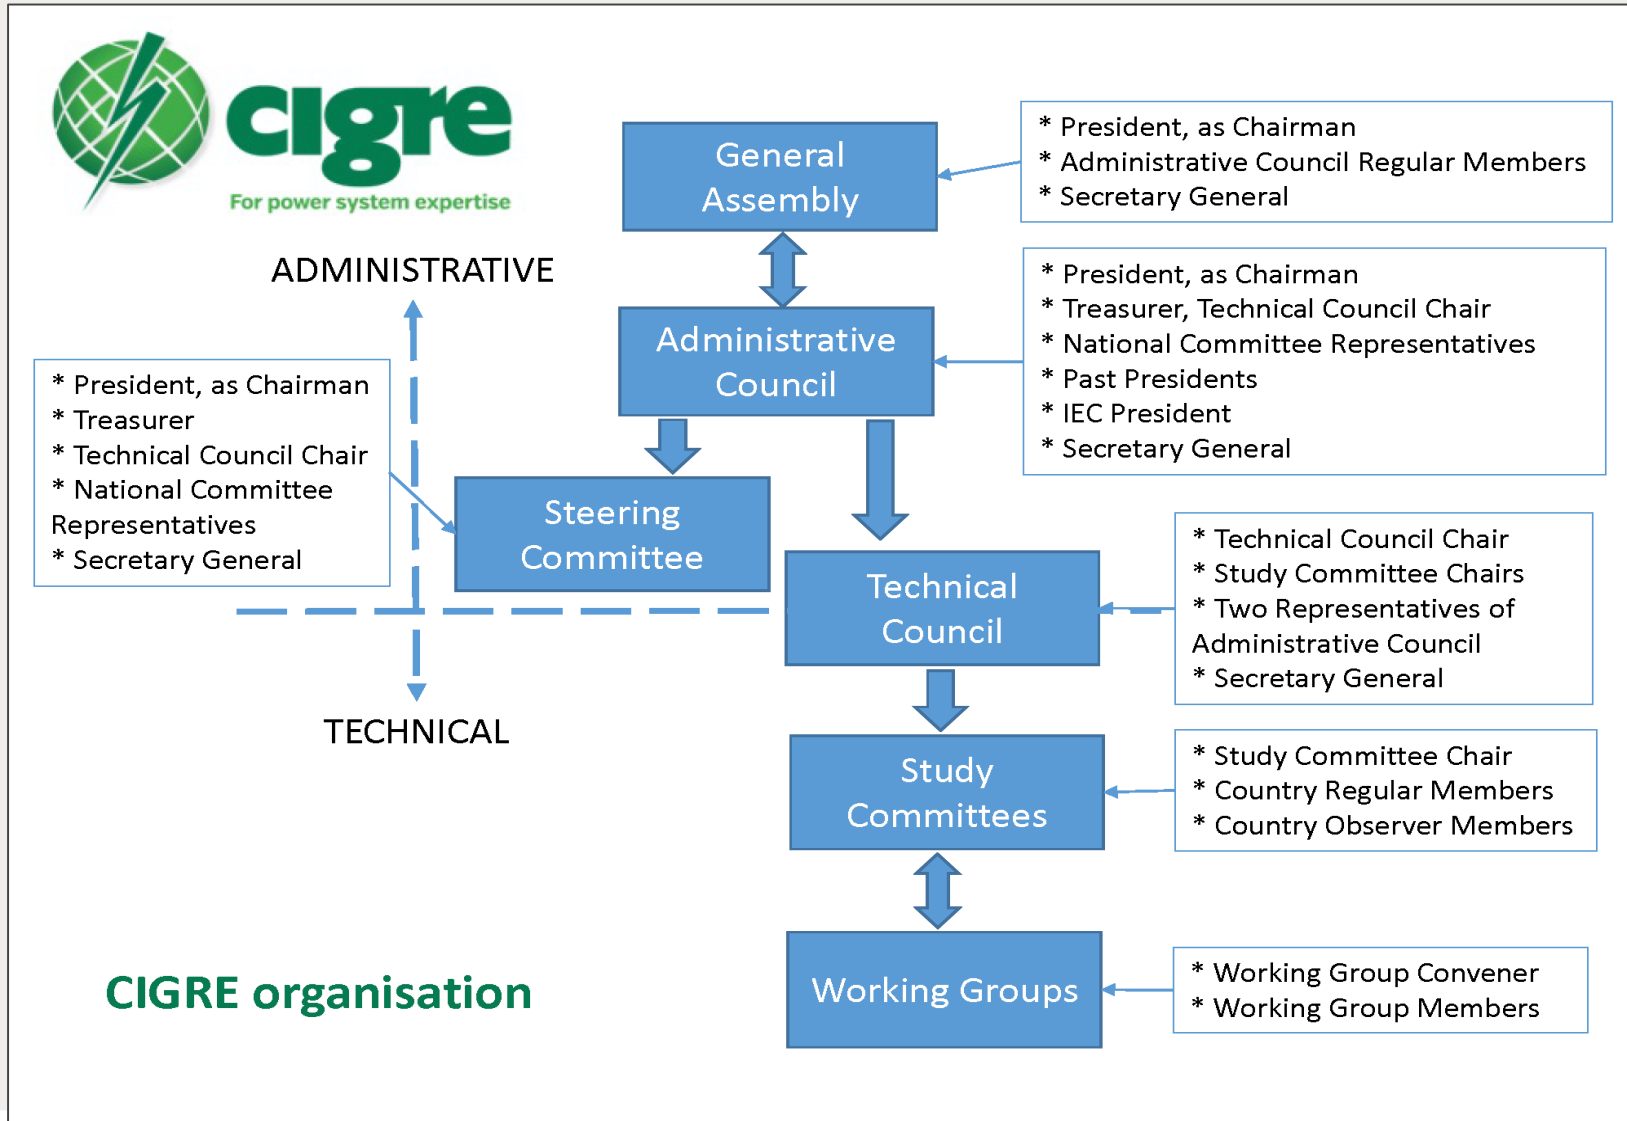 cigre
For power system expertise
General
Assembly
* President, as Chairman
* Administrative Council Regular Members
* Secretary General
ADMINISTRATIVE
Administrative
Council
* President, as Chairman
* Treasurer, Technical Council Chair
* National Committee Representatives
* Past Presidents
* IEC President
* Secretary General
* President, as Chairman
* Treasurer
* Technical Council Chair
* National Committee
Representatives
* Secretary General
Steering
Committee
Technical
Council
* Technical Council Chair
* Study Committee Chairs
* Two Representatives of
Administrative Council
* Secretary General
TECHNICAL
Study
Committees
* Study Committee Chair
* Country Regular Members
* Country Observer Members
Working Groups
* Working Group Convener
* Working Group Members
CIGRE organisation